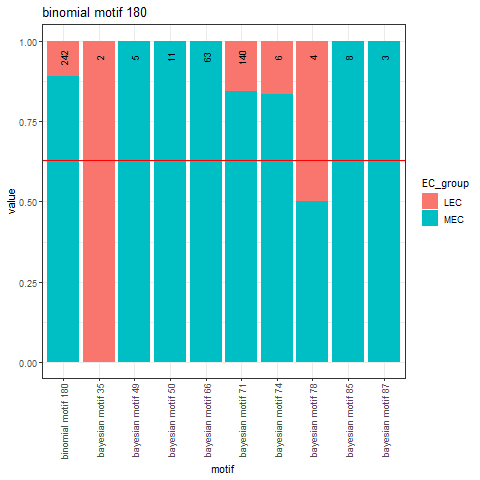 binomial motif 180
1.00
0.75
0.50
0.25
0.00
value
242
2
5
11
63
140
6
4
8
3
binomial motif 180
bayesian motif 35
bayesian motif 49
bayesian motif 50
bayesian motif 66
bayesian motif 71
bayesian motif 74
bayesian motif 78
bayesian motif 85
bayesian motif 87
motif
EC_group
LEC
MEC